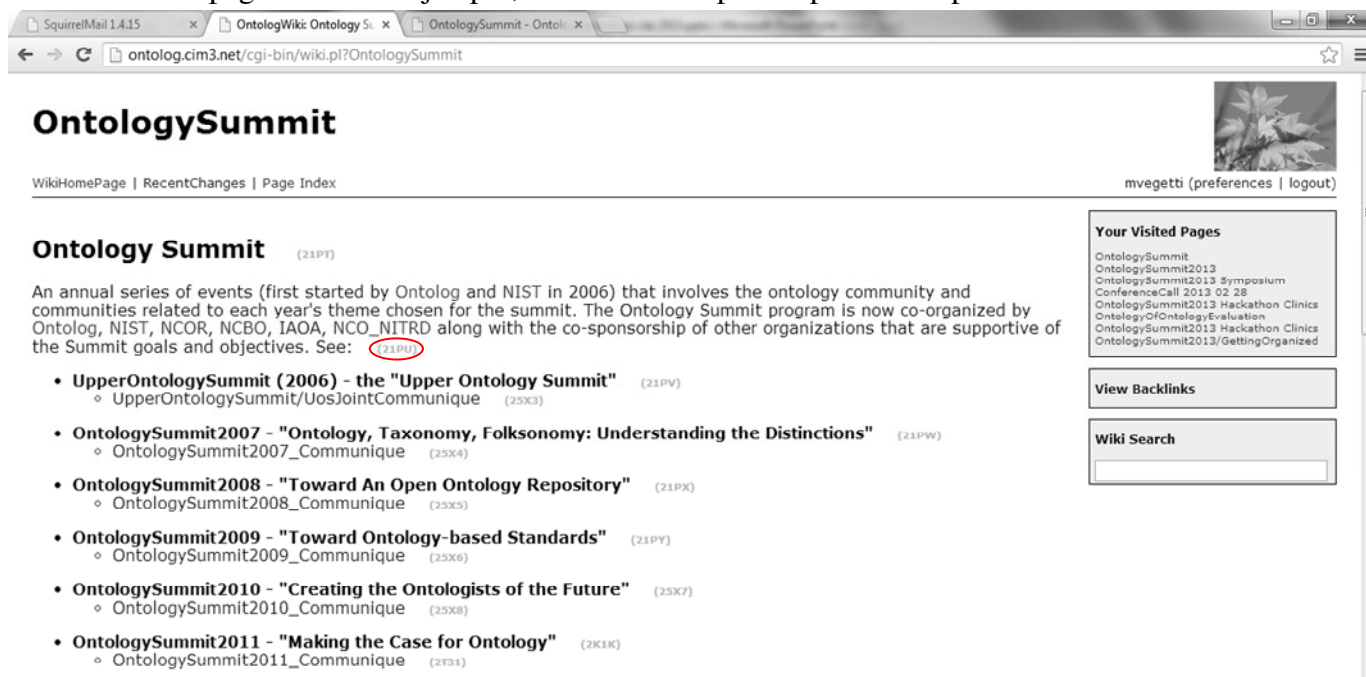 SquirrelMail 1.4.15
OntologWiki: Ontology Su
OntologySummit - Ontolo
ontolog.cim3.net/cgi-bin/wiki.pl?OntologySummit
OntologySummit
WikiHomePage | RecentChanges | Page Index
mvegetti (preferences | logout)
Ontology Summit (21PT)
An annual series of events (first started by Ontolog and NIST in 2006) that involves the ontology community and
communities related to each year's theme chosen for the summit. The Ontology Summit program is now co-organized by
Ontolog, NIST, NCOR, NCBO, IAOA, NCO_NITRD along with the co-sponsorship of other organizations that are supportive of
the Summit goals and objectives. See: (21PU)
• UpperOntologySummit (2006) - the "Upper Ontology Summit" (21PV)
◦ UpperOntologySummit/UosJointCommunique (25X3)
• OntologySummit2007 - "Ontology, Taxonomy, Folksonomy: Understanding the Distinctions" (21PW)
◦ OntologySummit2007_Communique (25X4)
• OntologySummit2008 - "Toward An Open Ontology Repository" (21PX)
◦ OntologySummit2008_Communique (25X5)
• OntologySummit2009 - "Toward Ontology-based Standards" (21PY)
◦ OntologySummit2009_Communique (25X6)
• OntologySummit2010 - "Creating the Ontologists of the Future" (25X7)
◦ OntologySummit2010_Communique (25X8)
• OntologySummit2011 - "Making the Case for Ontology" (2K1K)
◦ OntologySummit2011_Communique (2T31)
Your Visited Pages
OntologySummit
OntologySummit2013
OntologySummit2013 Symposium
ConferenceCall 2013 02 28
OntologySummit2013 Hackathon Clinics
OntologyOfOntologyEvaluation
OntologySummit2013 Hackathon Clinics
OntologySummit2013/GettingOrganized
View Backlinks
Wiki Search